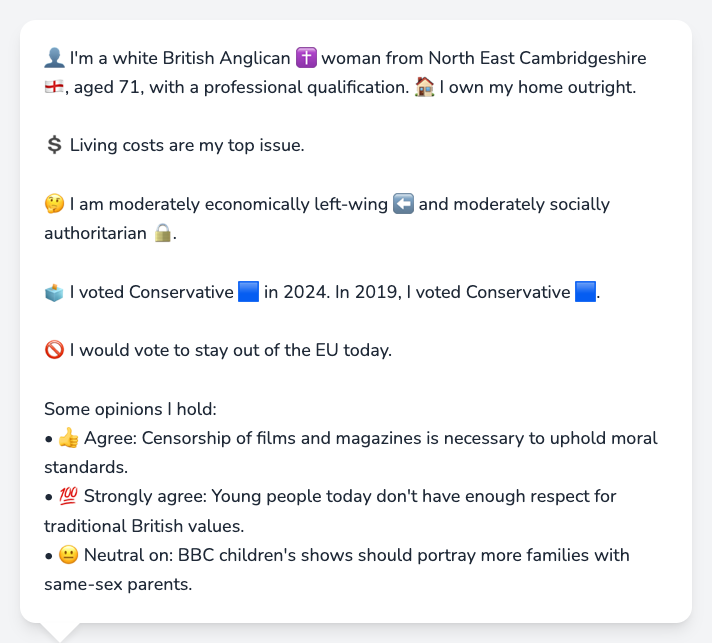 👤 I'm a white British Anglican ✝️ woman from North East Cambridgeshire
🏴󠁧󠁢󠁥󠁮󠁧󠁿, aged 71, with a professional qualification. 🏠 I own my home outright.
💲 Living costs are my top issue.
🤔 I am moderately economically left-wing ⬅️ and moderately socially
authoritarian 🔒.
🗳️ I voted Conservative 🟦 in 2024. In 2019, I voted Conservative 🟦.
🚫 I would vote to stay out of the EU today.
Some opinions I hold:
• 👍 Agree: Censorship of films and magazines is necessary to uphold moral
standards.
• 💯 Strongly agree: Young people today don't have enough respect for
traditional British values.
• 😐 Neutral on: BBC children's shows should portray more families with
same-sex parents.